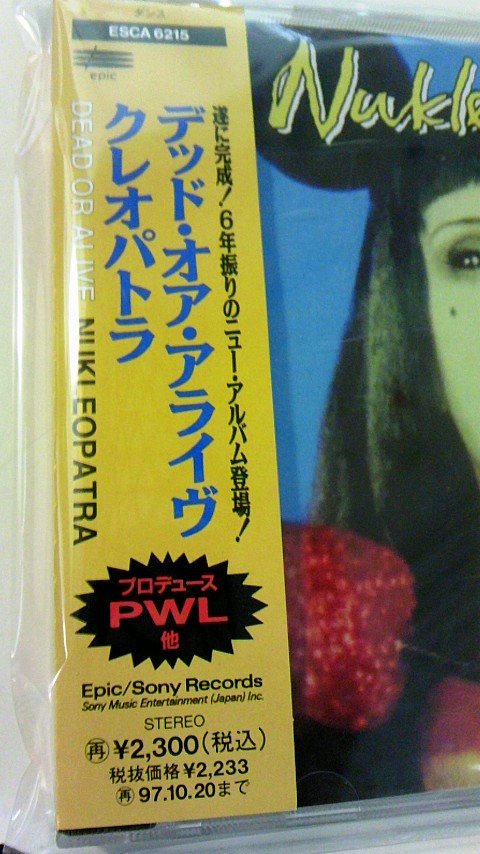 ダンス
ESCA 6215
epic
遂に完成！6年振りのニュー・アルバム登場！
デッド・オア・アライヴ
クレオパトラ
DEAD OR ALIVE NUKLEOPATRA
プロデュース
PWL
他
Epic/Sony Records
Sony Music Entertainment (Japan) Inc.
STEREO
再 ¥2,300(税込)
税抜価格¥2,233
再 97.10.20まで
Nukle